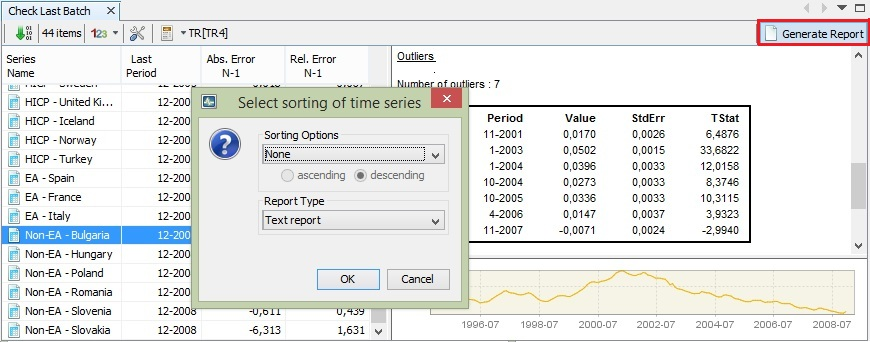 Check Last Batch
44 items 123 TR[TR4] Generate Report
Series Name Last Period Abs. Error N-1 Rel. Error N-1
HICP - Sweden
HICP - United Ki... 12-200
HICP - Iceland 12-200
HICP - Norway 12-200
HICP - Turkey 12-200
EA - Spain 12-200
EA - France 12-200
EA - Italy 12-200
Non-EA - Bulgaria 12-200
Non-EA - Hungary 12-200
Non-EA - Poland 12-200
Non-EA - Romania 12-200
Non-EA - Slovenia 12-2008 -0,611 0,439
Non-EA - Slovakia 12-2008 -6,313 1,631
Select sorting of time series
Sorting Options
None
ascending descending
Report Type
Text report
OK Cancel
Outliers
.
Number of outliers : 7
Period Value StdErr TStat
11-2001 0,0170 0,0026 6,4876
1-2003 0,0502 0,0015 33,6822
1-2004 0,0396 0,0033 12,0158
10-2004 0,0273 0,0033 8,3746
10-2005 0,0336 0,0033 10,3115
4-2006 0,0147 0,0037 3,9323
11-2007 -0,0071 0,0024 -2,9940
1996-07 1998-07 2000-07 2002-07 2004-07 2006-07 2008-07